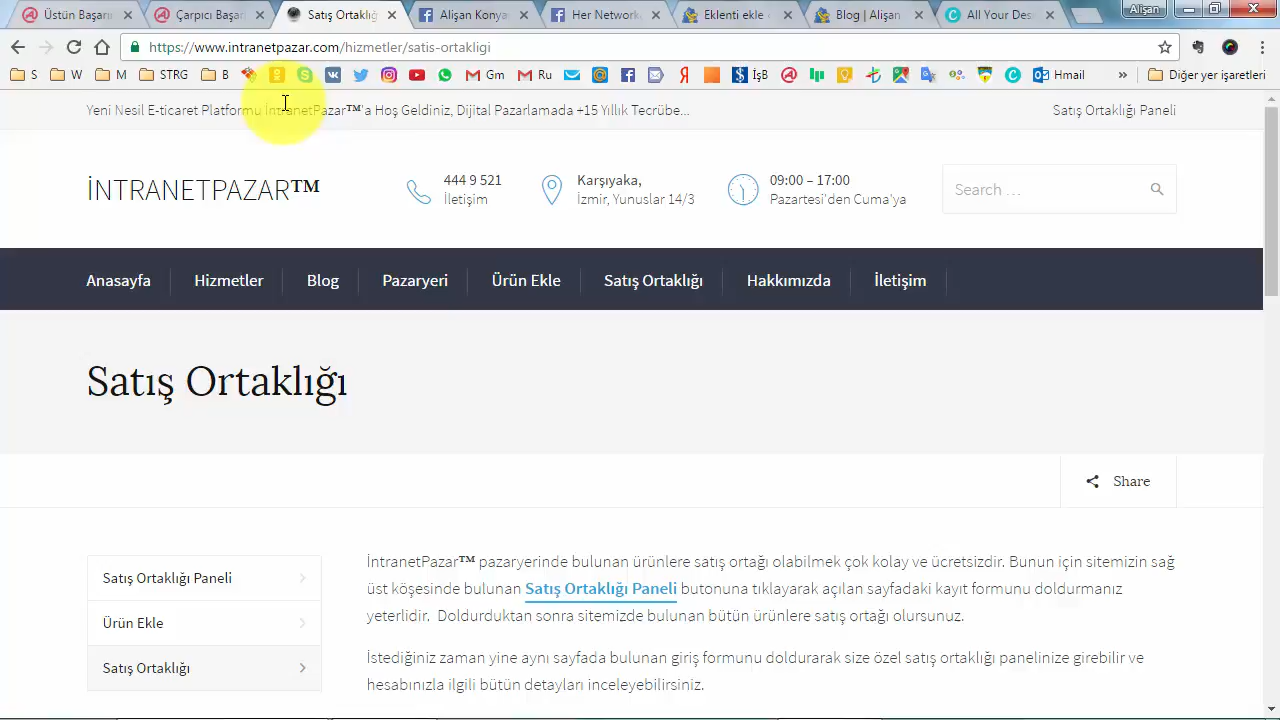 Üstün Başarı
Çarpıcı Başarı
Satış Ortaklığı
Alişan Konya
Her Network
Eklenti ekle
Blog | Alişan
All Your Des
Alişan
https://www.intranetpazar.com/hizmetler/satis-ortakligi
S
W
M
STRG
B
Gm
Ru
İşB
Hmail
»
Diğer yer işaretleri
Yeni Nesil E-ticaret Platformu İntranetPazar™'a Hoş Geldiniz, Dijital Pazarlamada +15 Yıllık Tecrübe...
Satış Ortaklığı Paneli
İNTRANETPAZAR™
444 9 521
İletişim
Karşıyaka,
İzmir, Yunuslar 14/3
09:00 – 17:00
Pazartesi'den Cuma'ya
Search …
Anasayfa
Hizmetler
Blog
Pazaryeri
Ürün Ekle
Satış Ortaklığı
Hakkımızda
İletişim
Satış Ortaklığı
Share
Satış Ortaklığı Paneli
Ürün Ekle
Satış Ortaklığı
İntranetPazar™ pazaryerinde bulunan ürünlere satış ortağı olabilmek çok kolay ve ücretsizdir. Bunun için sitemizin sağ
üst köşesinde bulunan Satış Ortaklığı Paneli butonuna tıklayarak açılan sayfadaki kayıt formunu doldurmanız
yeterlidir. Doldurduktan sonra sitemizde bulunan bütün ürünlere satış ortağı olursunuz.
İstediğiniz zaman yine aynı sayfada bulunan giriş formunu doldurarak size özel satış ortaklığı panelinize girebilir ve
hesabınızla ilgili bütün detayları inceleyebilirsiniz.